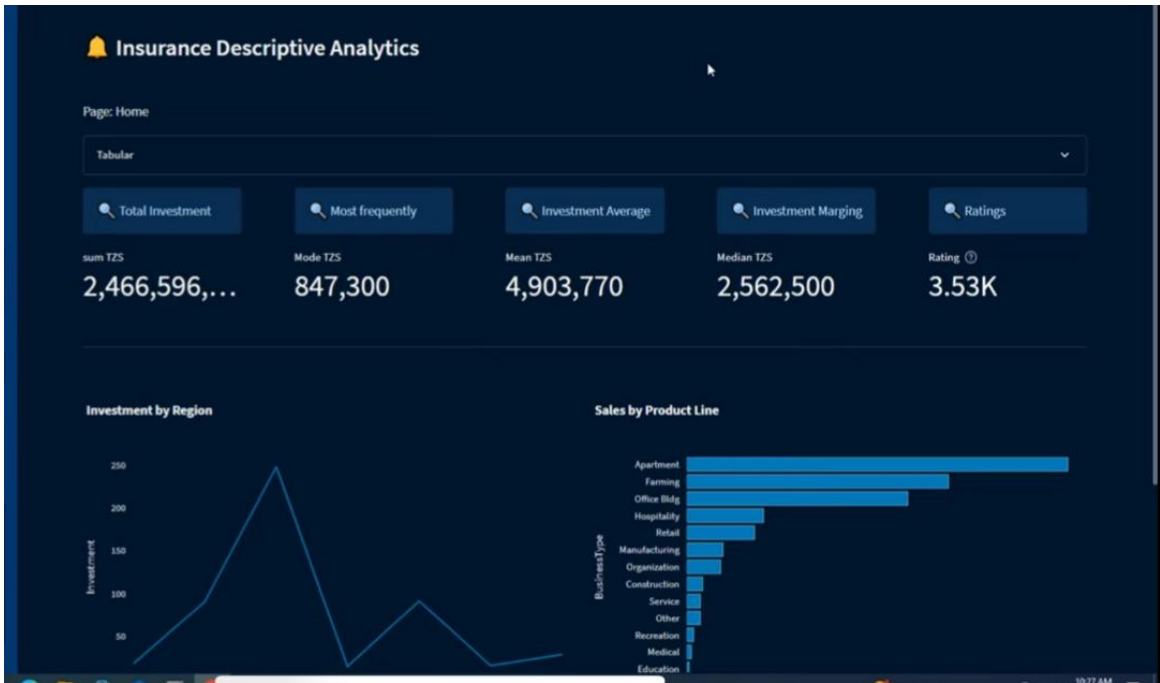 🔔 Insurance Descriptive Analytics
Page: Home
Tabular
🔍 Total Investment
🔍 Most frequently
🔍 Investment Average
🔍 Investment Marging
🔍 Ratings
sum TZS
Mode TZS
Mean TZS
Median TZS
Rating
2,466,596,...
847,300
4,903,770
2,562,500
3.53K
Investment by Region
250
200
150
100
50
Investment
Sales by Product Line
Apartment
Farming
Office Bldg
Hospitality
Retail
Manufacturing
Organization
Construction
Service
Other
Recreation
Medical
Education
BusinessType
10:27 AM